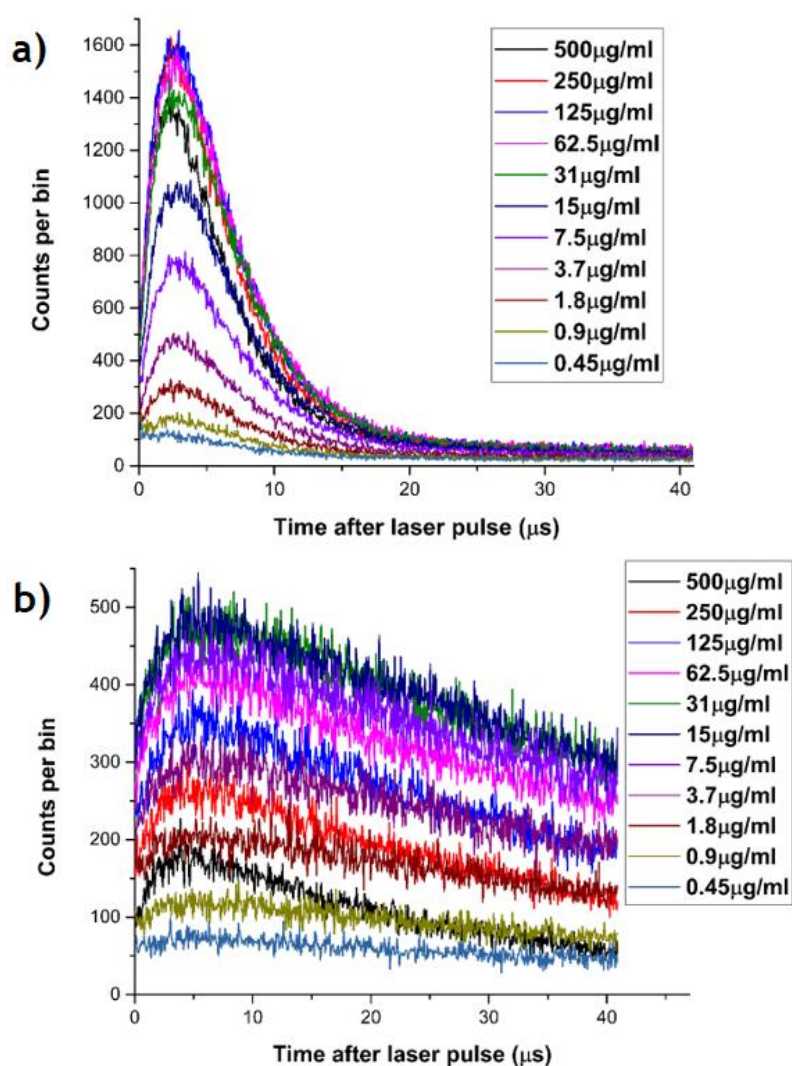 a)
1600
1400
1200
1000
800
600
400
200
0
Counts per bin
0 10 20 30 40
Time after laser pulse (μs)
500μg/ml
250μg/ml
125μg/ml
62.5μg/ml
31μg/ml
15μg/ml
7.5μg/ml
3.7μg/ml
1.8μg/ml
0.9μg/ml
0.45μg/ml
b)
500
400
300
200
100
0
Counts per bin
0 10 20 30 40
Time after laser pulse (μs)
500μg/ml
250μg/ml
125μg/ml
62.5μg/ml
31μg/ml
15μg/ml
7.5μg/ml
3.7μg/ml
1.8μg/ml
0.9μg/ml
0.45μg/ml